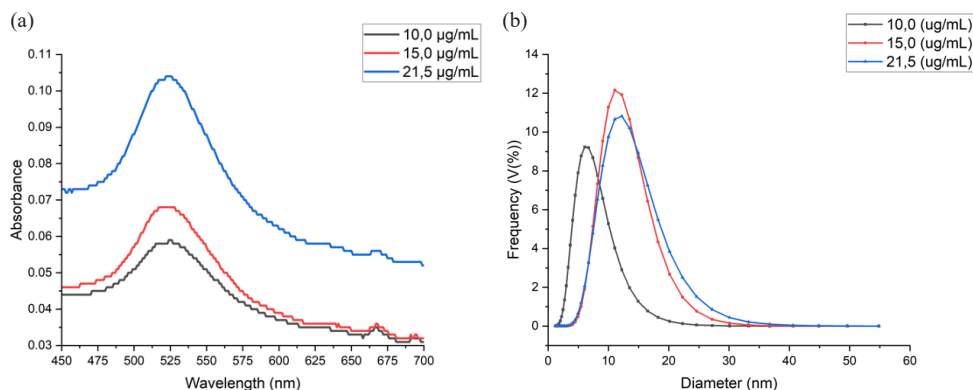 (a)
10,0 µg/mL
15,0 µg/mL
21,5 µg/mL
0.11
0.10
0.09
0.08
0.07
0.06
0.05
0.04
0.03
Absorbance
450 475 500 525 550 575 600 625 650 675 700
Wavelength (nm)
(b)
10,0 (ug/mL)
15,0 (ug/mL)
21,5 (ug/mL)
14
12
10
8
6
4
2
0
Frequency (V(%))
0 10 20 30 40 50 60
Diameter (nm)